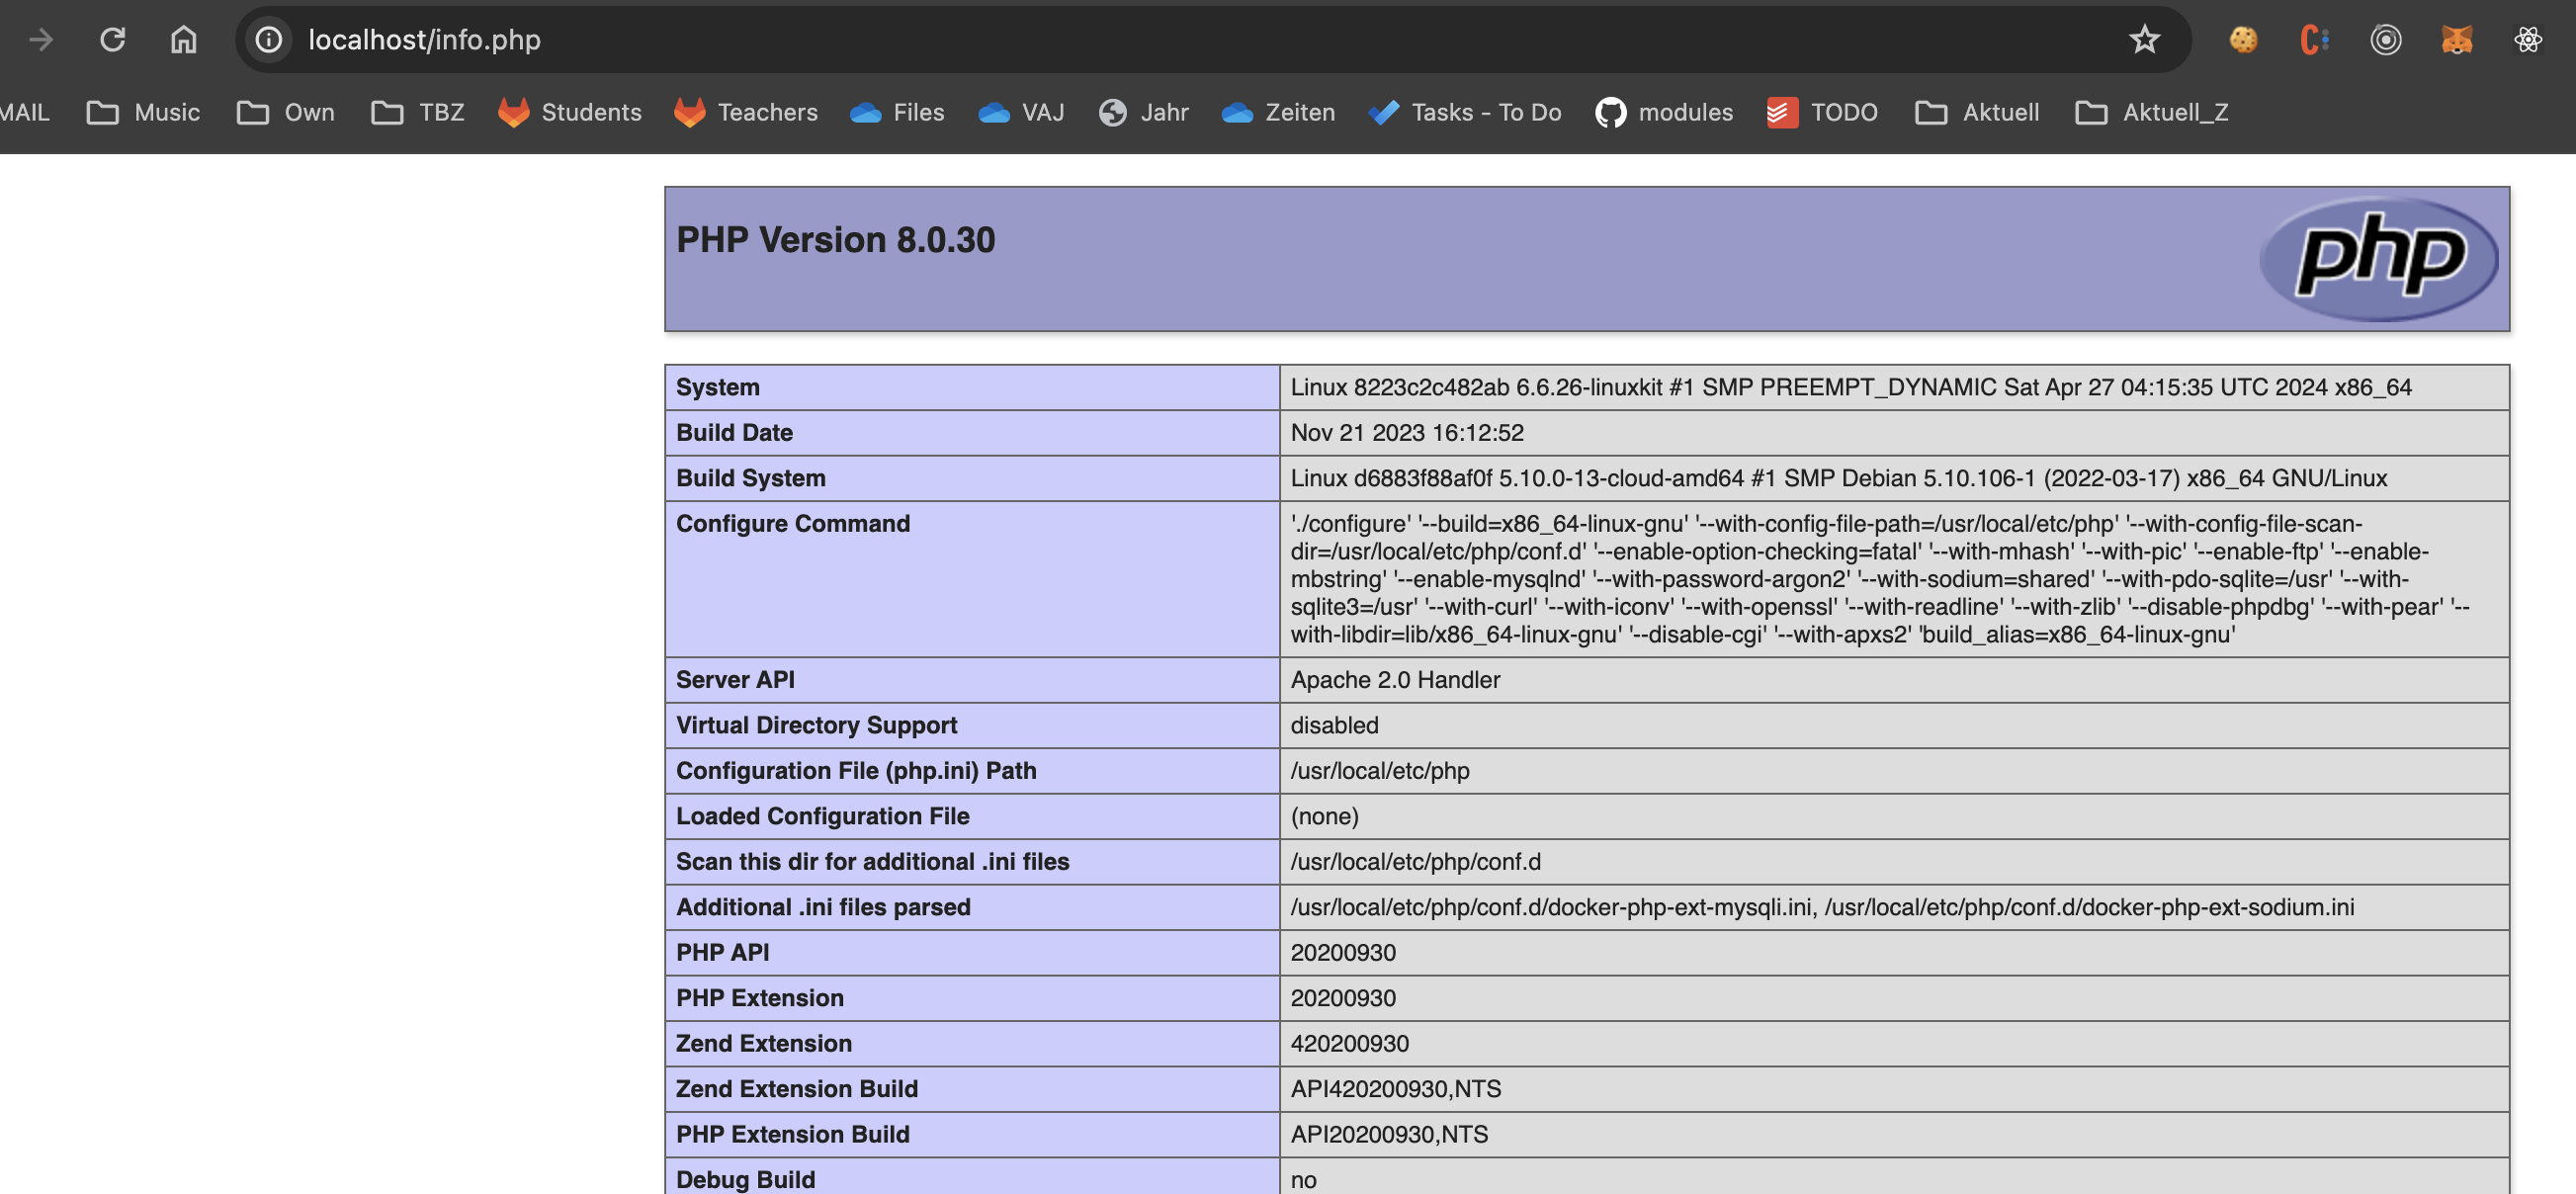 localhost/info.php
MAIL Music Own TBZ Students Teachers Files VAJ Jahr Zeiten Tasks - To Do modules TODO Aktuell Aktuell_Z
PHP Version 8.0.30
php
System Linux 8223c2c482ab 6.6.26-linuxkit #1 SMP PREEMPT_DYNAMIC Sat Apr 27 04:15:35 UTC 2024 x86_64
Build Date Nov 21 2023 16:12:52
Build System Linux d6883f88af0f 5.10.0-13-cloud-amd64 #1 SMP Debian 5.10.106-1 (2022-03-17) x86_64 GNU/Linux
Configure Command './configure' '--build=x86_64-linux-gnu' '--with-config-file-path=/usr/local/etc/php' '--with-config-file-scan-
dir=/usr/local/etc/php/conf.d' '--enable-option-checking=fatal' '--with-mhash' '--with-pic' '--enable-ftp' '--enable-
mbstring' '--enable-mysqlnd' '--with-password-argon2' '--with-sodium=shared' '--with-pdo-sqlite=/usr' '--with-
sqlite3=/usr' '--with-curl' '--with-iconv' '--with-openssl' '--with-readline' '--with-zlib' '--disable-phpdbg' '--with-pear' '--
with-libdir=lib/x86_64-linux-gnu' '--disable-cgi' '--with-apxs2' 'build_alias=x86_64-linux-gnu'
Server API Apache 2.0 Handler
Virtual Directory Support disabled
Configuration File (php.ini) Path /usr/local/etc/php
Loaded Configuration File (none)
Scan this dir for additional .ini files /usr/local/etc/php/conf.d
Additional .ini files parsed /usr/local/etc/php/conf.d/docker-php-ext-mysqli.ini, /usr/local/etc/php/conf.d/docker-php-ext-sodium.ini
PHP API 20200930
PHP Extension 20200930
Zend Extension 420200930
Zend Extension Build API420200930,NTS
PHP Extension Build API20200930,NTS
Debug Build no